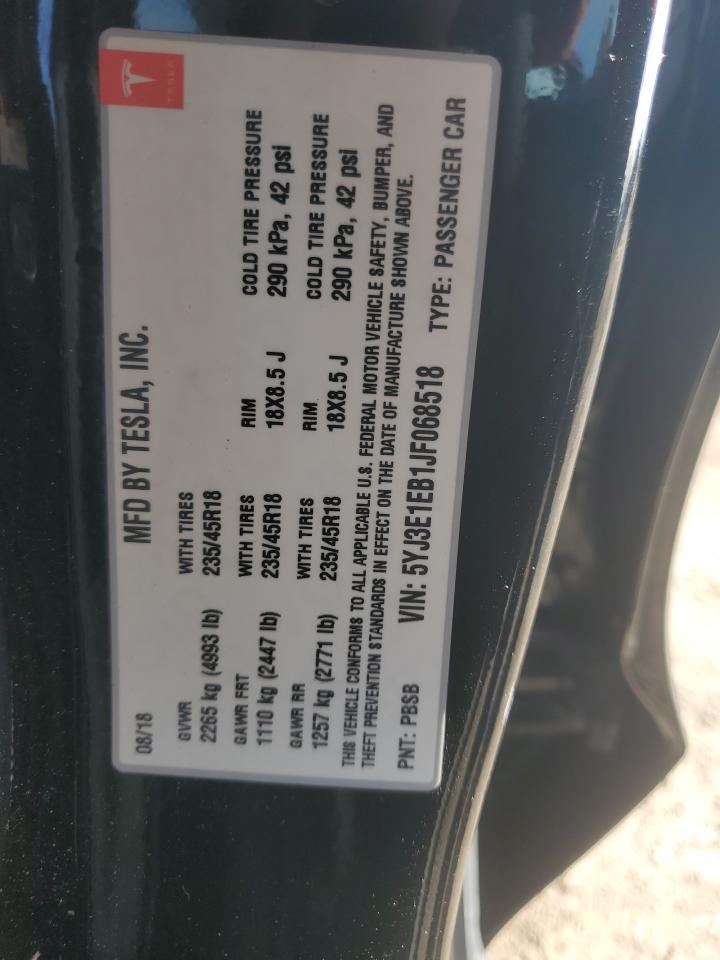 TESLA
MFD BY TESLA, INC.
08/18
GVWR WITH TIRES
2265 kg (4993 lb) 235/45R18
GAWR FRT WITH TIRES RIM COLD TIRE PRESSURE
1110 kg (2447 lb) 235/45R18 18X8.5 J 290 kPa, 42 psi
GAWR RR WITH TIRES RIM COLD TIRE PRESSURE
1257 kg (2771 lb) 235/45R18 18X8.5 J 290 kPa, 42 psi
THIS VEHICLE CONFORMS TO ALL APPLICABLE U.S. FEDERAL MOTOR VEHICLE SAFETY, BUMPER, AND
THEFT PREVENTION STANDARDS IN EFFECT ON THE DATE OF MANUFACTURE SHOWN ABOVE.
PNT: PBSB VIN: 5YJ3E1EB1JF068518 TYPE: PASSENGER CAR